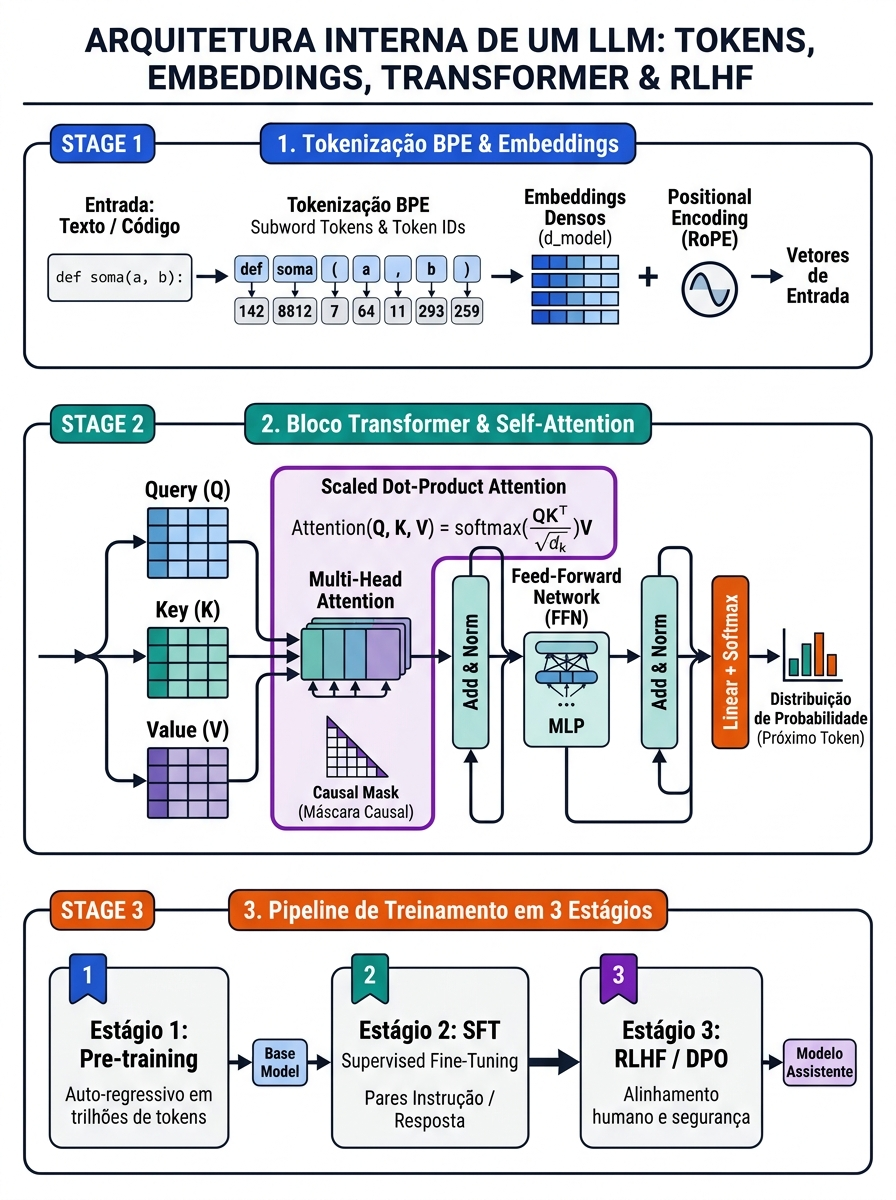 ARQUITETURA INTERNA DE UM LLM: TOKENS,
EMBEDDINGS, TRANSFORMER & RLHF
STAGE 1
1. Tokenização BPE & Embeddings
Entrada:
Texto / Código
def soma(a, b):
Tokenização BPE
Subword Tokens & Token IDs
def soma ( a , b )
142 8812 7 64 11 293 259
Embeddings
Densos
(d_model)
+
Positional
Encoding
(RoPE)
Vetores
de
Entrada
STAGE 2
2. Bloco Transformer & Self-Attention
Query (Q)
Key (K)
Value (V)
Scaled Dot-Product Attention
Attention(Q, K, V) = softmax(QK^T/√d_k)V
Multi-Head
Attention
Causal Mask
(Máscara Causal)
Add & Norm
Feed-Forward
Network
(FFN)
...
MLP
Add & Norm
Linear + Softmax
Distribuição
de Probabilidade
(Próximo Token)
STAGE 3
3. Pipeline de Treinamento em 3 Estágios
1
Estágio 1:
Pre-training
Auto-regressivo em
trilhões de tokens
Base
Model
2
Estágio 2: SFT
Supervised Fine-Tuning
Pares Instrução /
Resposta
3
Estágio 3:
RLHF / DPO
Alinhamento
humano e segurança
Modelo
Assistente